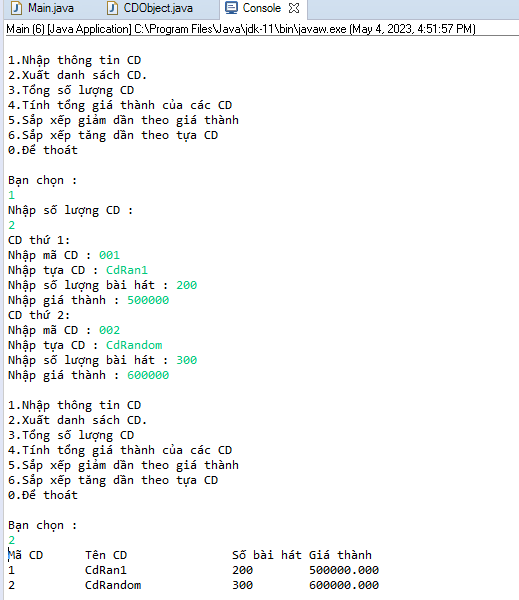 Main.java CDObject.java Console
Main (6) [Java Application] C:\Program Files\Java\jdk-11\bin\javaw.exe (May 4, 2023, 4:51:57 PM)
1.Nhập thông tin CD
2.Xuất danh sách CD.
3.Tổng số lượng CD
4.Tính tổng giá thành của các CD
5.Sắp xếp giảm dần theo giá thành
6.Sắp xếp tăng dần theo tựa CD
0.Để thoát
Bạn chọn :
1
Nhập số lượng CD :
2
CD thứ 1:
Nhập mã CD : 001
Nhập tựa CD : CdRan1
Nhập số lượng bài hát : 200
Nhập giá thành : 500000
CD thứ 2:
Nhập mã CD : 002
Nhập tựa CD : CdRandom
Nhập số lượng bài hát : 300
Nhập giá thành : 600000
1.Nhập thông tin CD
2.Xuất danh sách CD.
3.Tổng số lượng CD
4.Tính tổng giá thành của các CD
5.Sắp xếp giảm dần theo giá thành
6.Sắp xếp tăng dần theo tựa CD
0.Để thoát
Bạn chọn :
2
Mã CD Tên CD Số bài hát Giá thành
1 CdRan1 200 500000.000
2 CdRandom 300 600000.000